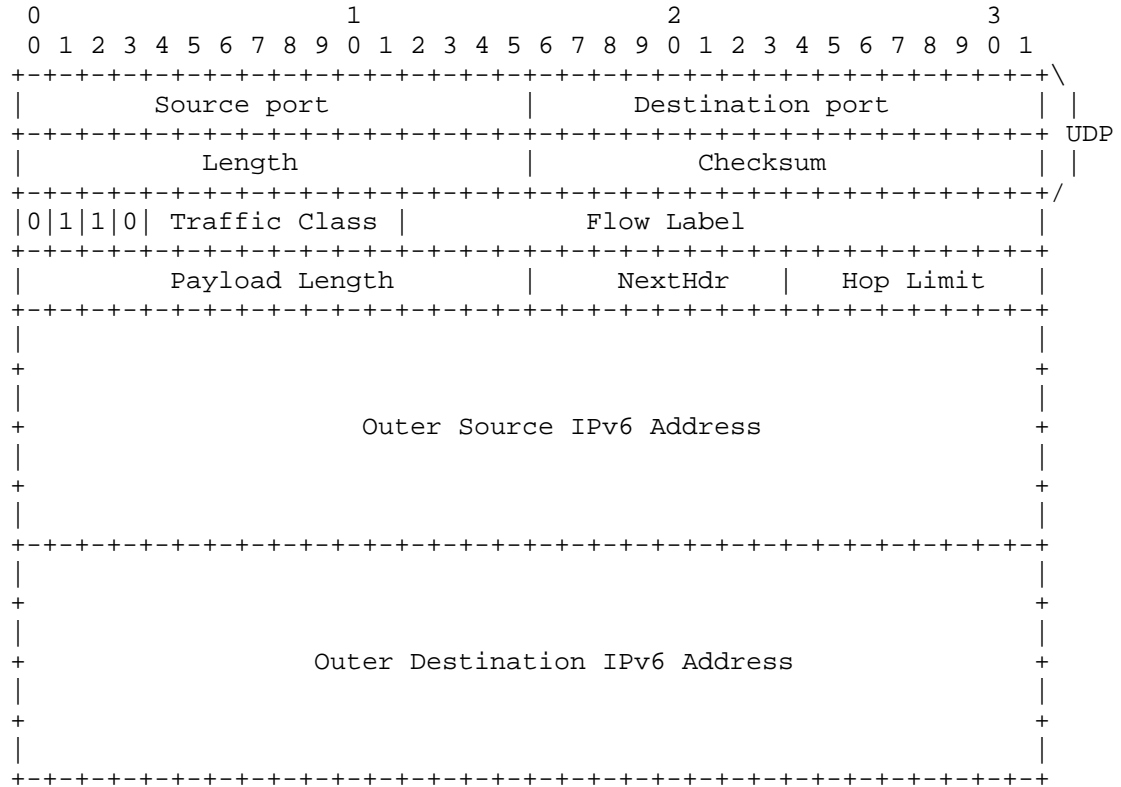 0                   1                   2                   3
 0 1 2 3 4 5 6 7 8 9 0 1 2 3 4 5 6 7 8 9 0 1 2 3 4 5 6 7 8 9 0 1
+-+-+-+-+-+-+-+-+-+-+-+-+-+-+-+-+-+-+-+-+-+-+-+-+-+-+-+-+-+-+-+-+\
|        Source port            |      Destination port         | |
+-+-+-+-+-+-+-+-+-+-+-+-+-+-+-+-+-+-+-+-+-+-+-+-+-+-+-+-+-+-+-+-+ UDP
|           Length              |          Checksum             | |
+-+-+-+-+-+-+-+-+-+-+-+-+-+-+-+-+-+-+-+-+-+-+-+-+-+-+-+-+-+-+-+-+/
|0|1|1|0| Traffic Class |           Flow Label                  |
+-+-+-+-+-+-+-+-+-+-+-+-+-+-+-+-+-+-+-+-+-+-+-+-+-+-+-+-+-+-+-+-+
|         Payload Length        |     NextHdr   |   Hop Limit   |
+-+-+-+-+-+-+-+-+-+-+-+-+-+-+-+-+-+-+-+-+-+-+-+-+-+-+-+-+-+-+-+-+
|                                                               |
+                                                               +
|                                                               |
+                     Outer Source IPv6 Address                 +
|                                                               |
+                                                               +
|                                                               |
+-+-+-+-+-+-+-+-+-+-+-+-+-+-+-+-+-+-+-+-+-+-+-+-+-+-+-+-+-+-+-+-+
|                                                               |
+                                                               +
|                                                               |
+                  Outer Destination IPv6 Address               +
|                                                               |
+                                                               +
|                                                               |
+-+-+-+-+-+-+-+-+-+-+-+-+-+-+-+-+-+-+-+-+-+-+-+-+-+-+-+-+-+-+-+-+